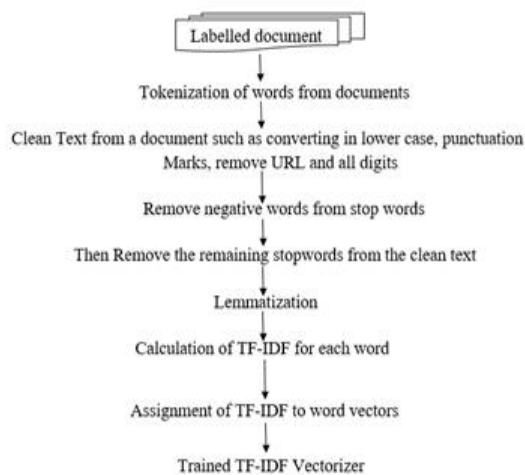 Labelled document
Tokenization of words from documents
Clean Text from a document such as converting in lower case, punctuation
Marks, remove URL and all digits
Remove negative words from stop words
Then Remove the remaining stopwords from the clean text
Lemmatization
Calculation of TF-IDF for each word
Assignment of TF-IDF to word vectors
Trained TF-IDF Vectorizer